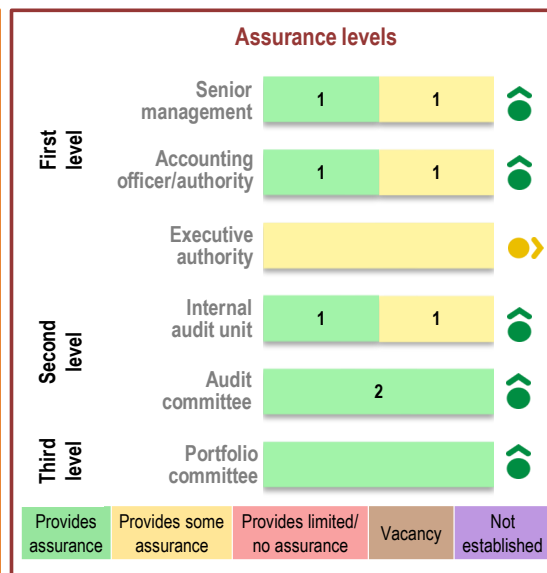 Assurance levels
First
level
Senior
management
1
1
Accounting
officer/authority
1
1
Executive
authority
Second
level
Internal
audit unit
1
1
Audit
committee
2
Third
level
Portfolio
committee
Provides
assurance
Provides some
assurance
Provides limited/
no assurance
Vacancy
Not
established